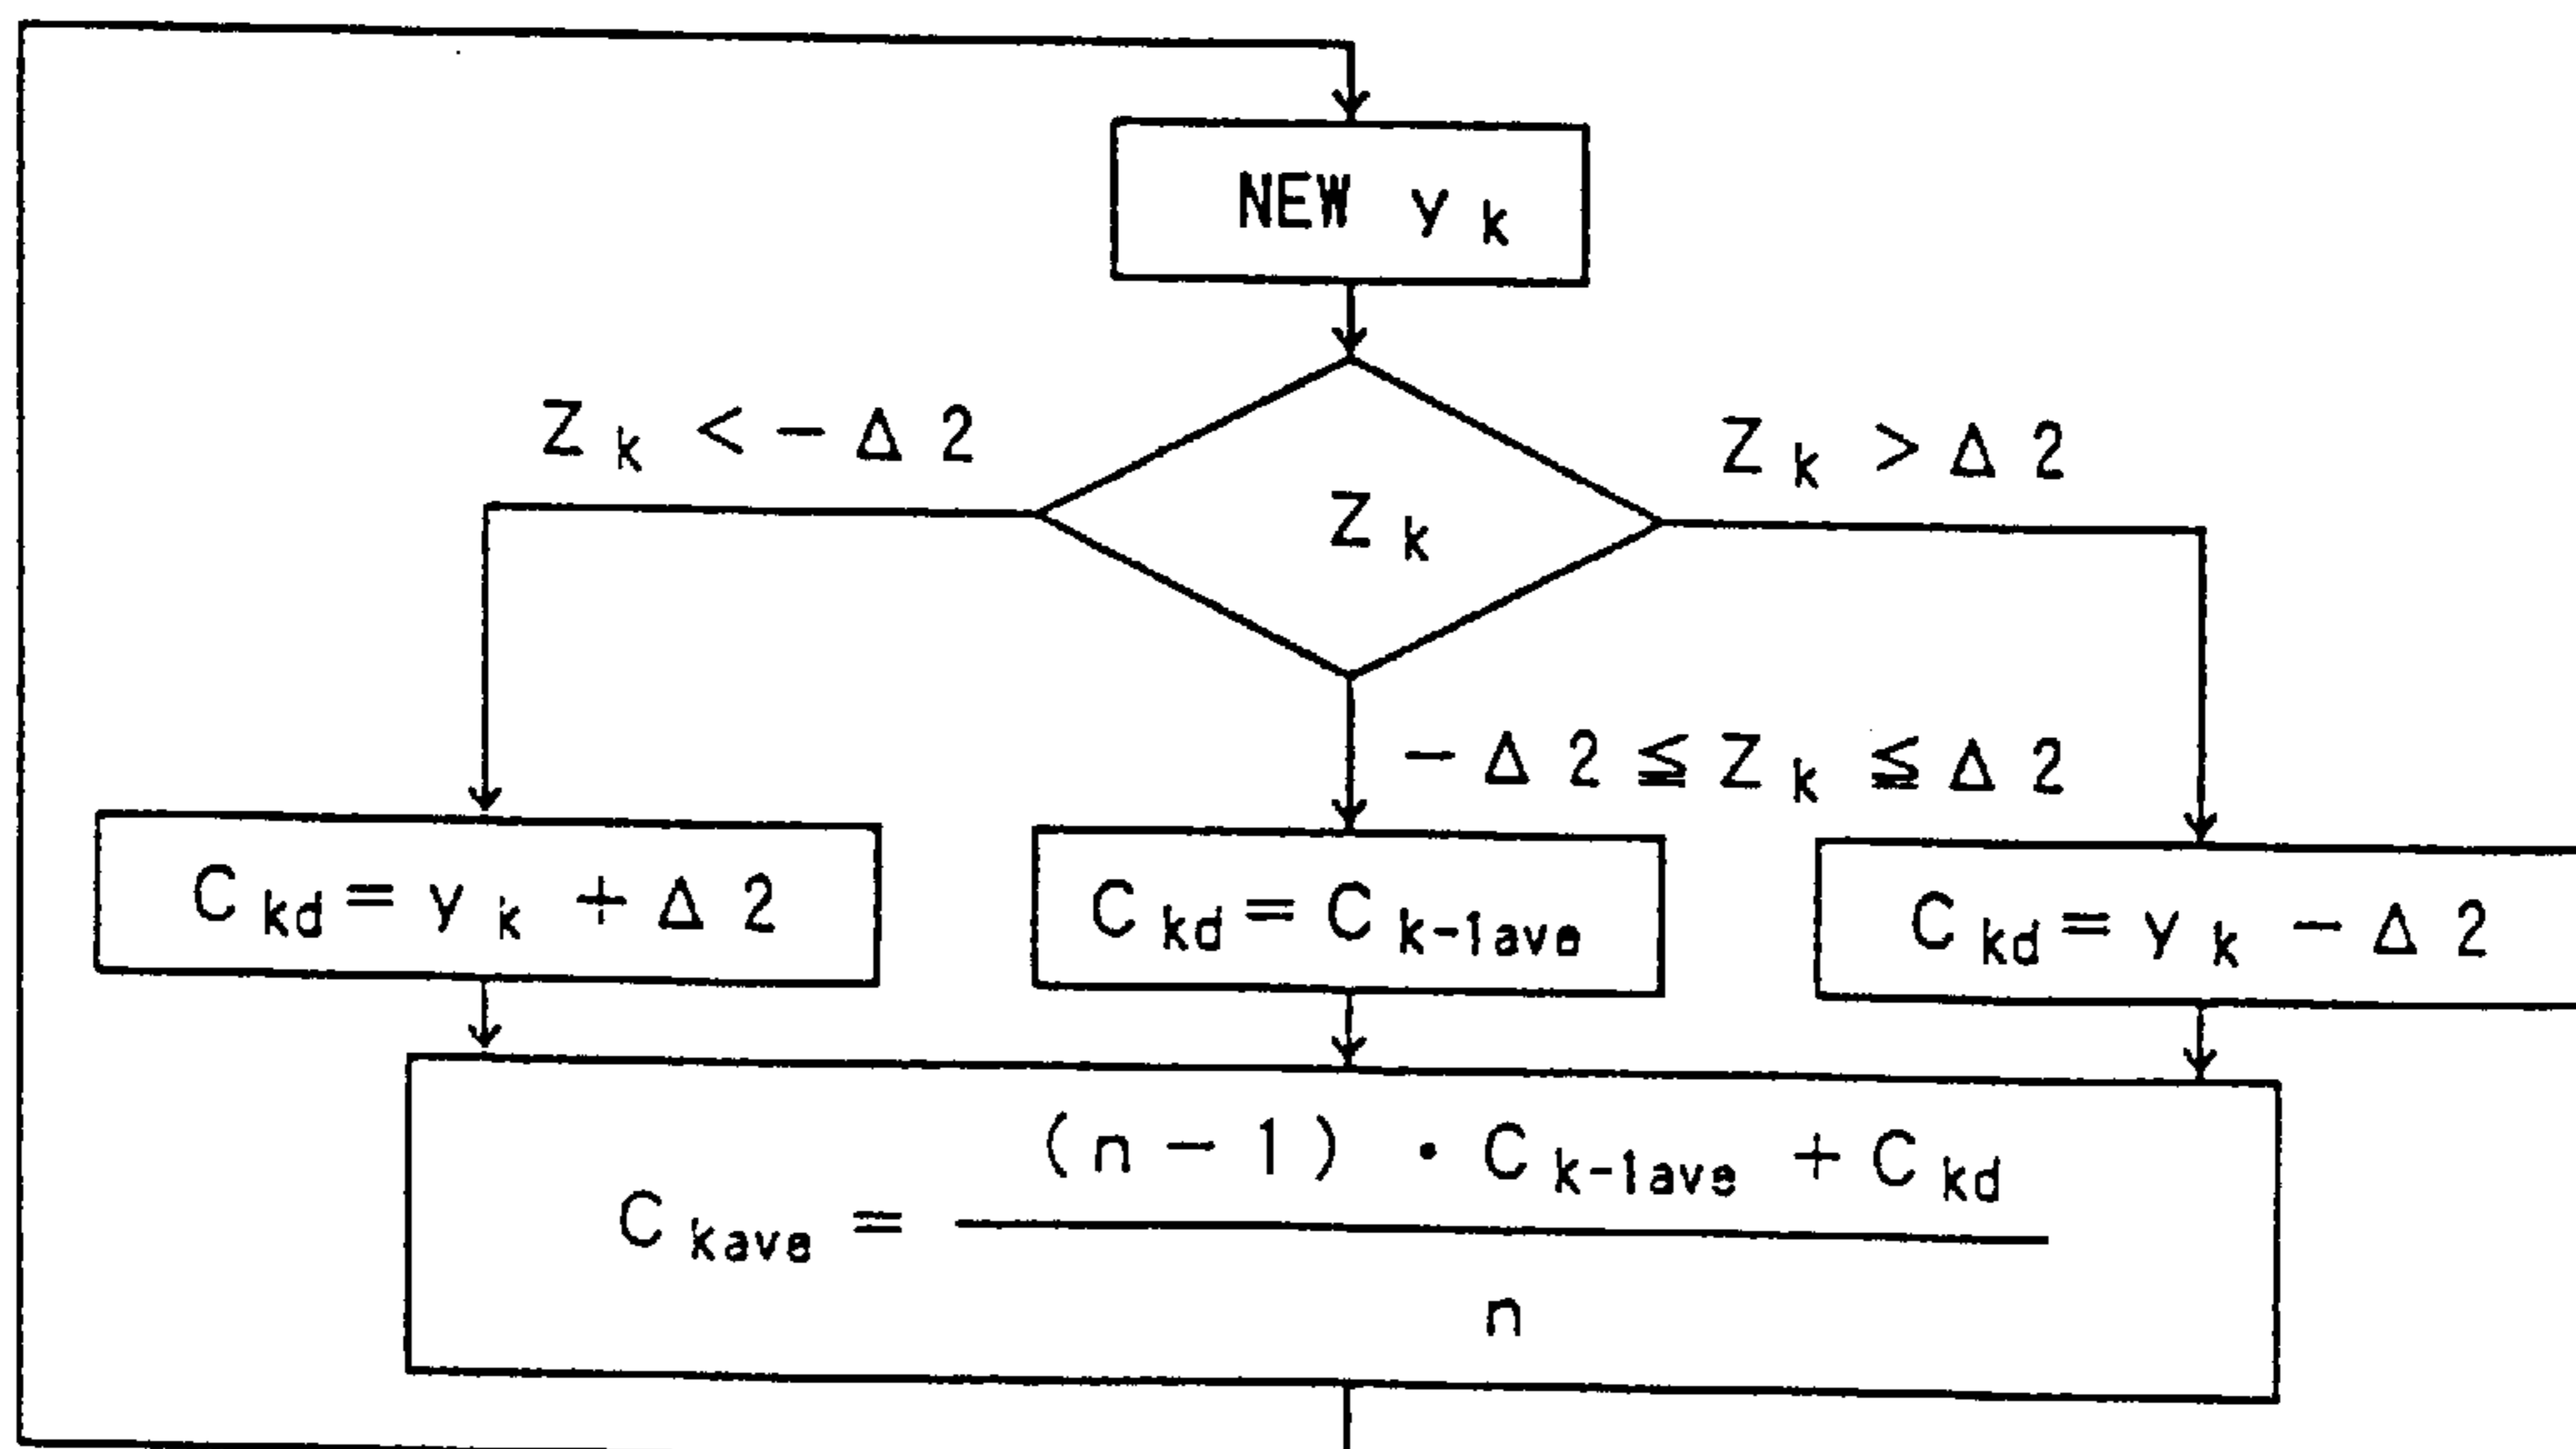 NEW y k
Z k < - Δ 2
Z k > Δ 2
Z k
- Δ 2 ≦ Z k ≦ Δ 2
C kd = y k + Δ 2
C kd = C k-1ave
C kd = y k - Δ 2
(n - 1) · C k-1ave + C kd
C kave =
n